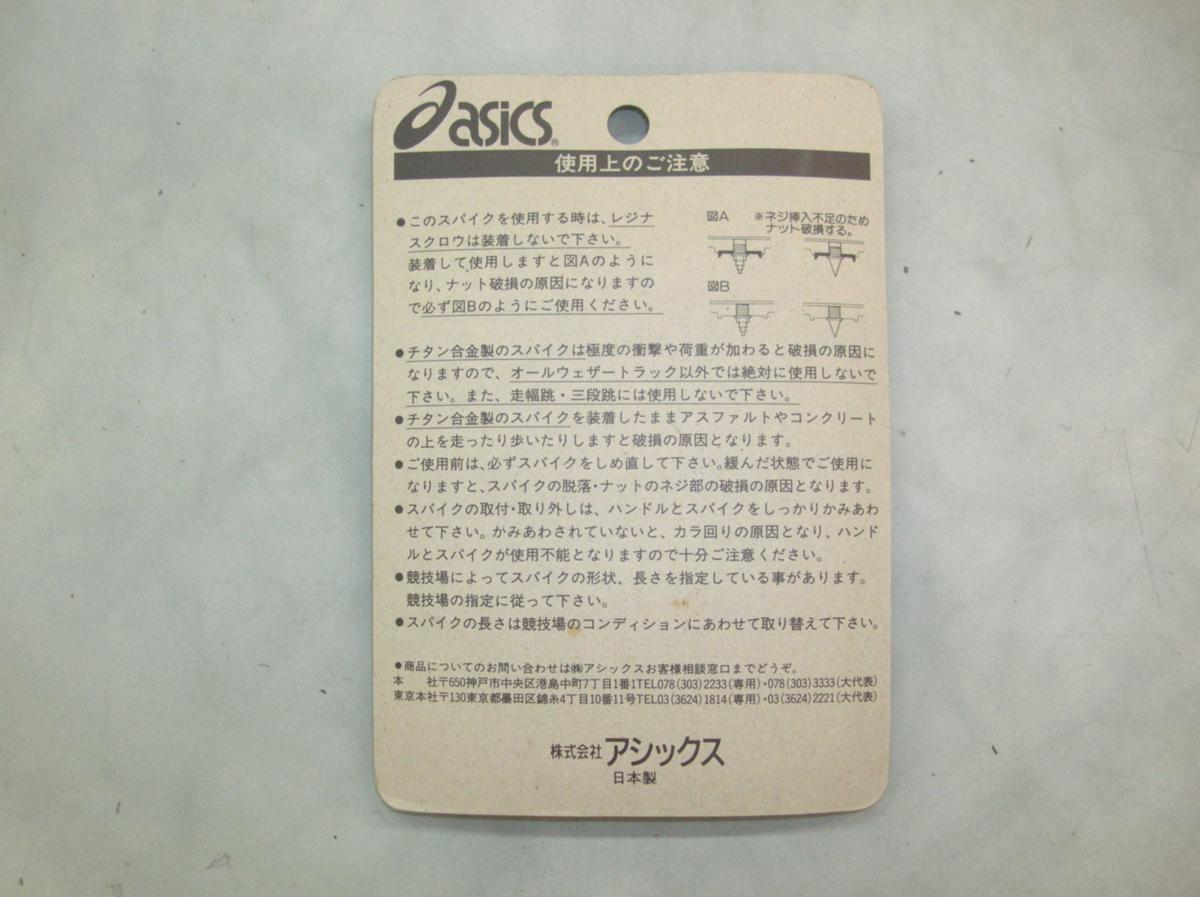 asics®
使用上のご注意
●このスパイクを使用する時は、レジナ
スクロウは装着しないで下さい。
装着して使用しますと図Aのように
なり、ナット破損の原因になりますの
で必ず図Bのようにご使用ください。
図A ※ネジ挿入不足のため
ナット破損する。
図B
●チタン合金製のスパイクは極度の衝撃や荷重が加わると破損の原因に
なりますので、オールウェザートラック以外では絶対に使用しないで
下さい。また、走幅跳・三段跳には使用しないで下さい。
●チタン合金製のスパイクを装着したままアスファルトやコンクリート
の上を走ったり歩いたりしますと破損の原因となります。
●ご使用前は、必ずスパイクをしめ直して下さい。緩んだ状態でご使用に
なりますと、スパイクの脱落・ナットのネジ部の破損の原因となります。
●スパイクの取付・取り外しは、ハンドルとスパイクをしっかりかみあわ
せて下さい。かみあわされていないと、カラ回りの原因となり、ハンド
ルとスパイクが使用不能となりますので十分ご注意ください。
●競技場によってスパイクの形状、長さを指定している事があります。
競技場の指定に従って下さい。
●スパイクの長さは競技場のコンディションにあわせて取り替えて下さい。
●商品についてのお問い合わせは㈱アシックスお客様相談窓口までどうぞ。
本 社〒650神戸市中央区港島中町7丁目1番1TEL078(303)2233(専用)・078(303)3333(大代表)
東京本社〒130東京都墨田区錦糸4丁目10番11号TEL03(3624)1814(専用)・03(3624)2221(大代表)
株式会社アシックス
日本製